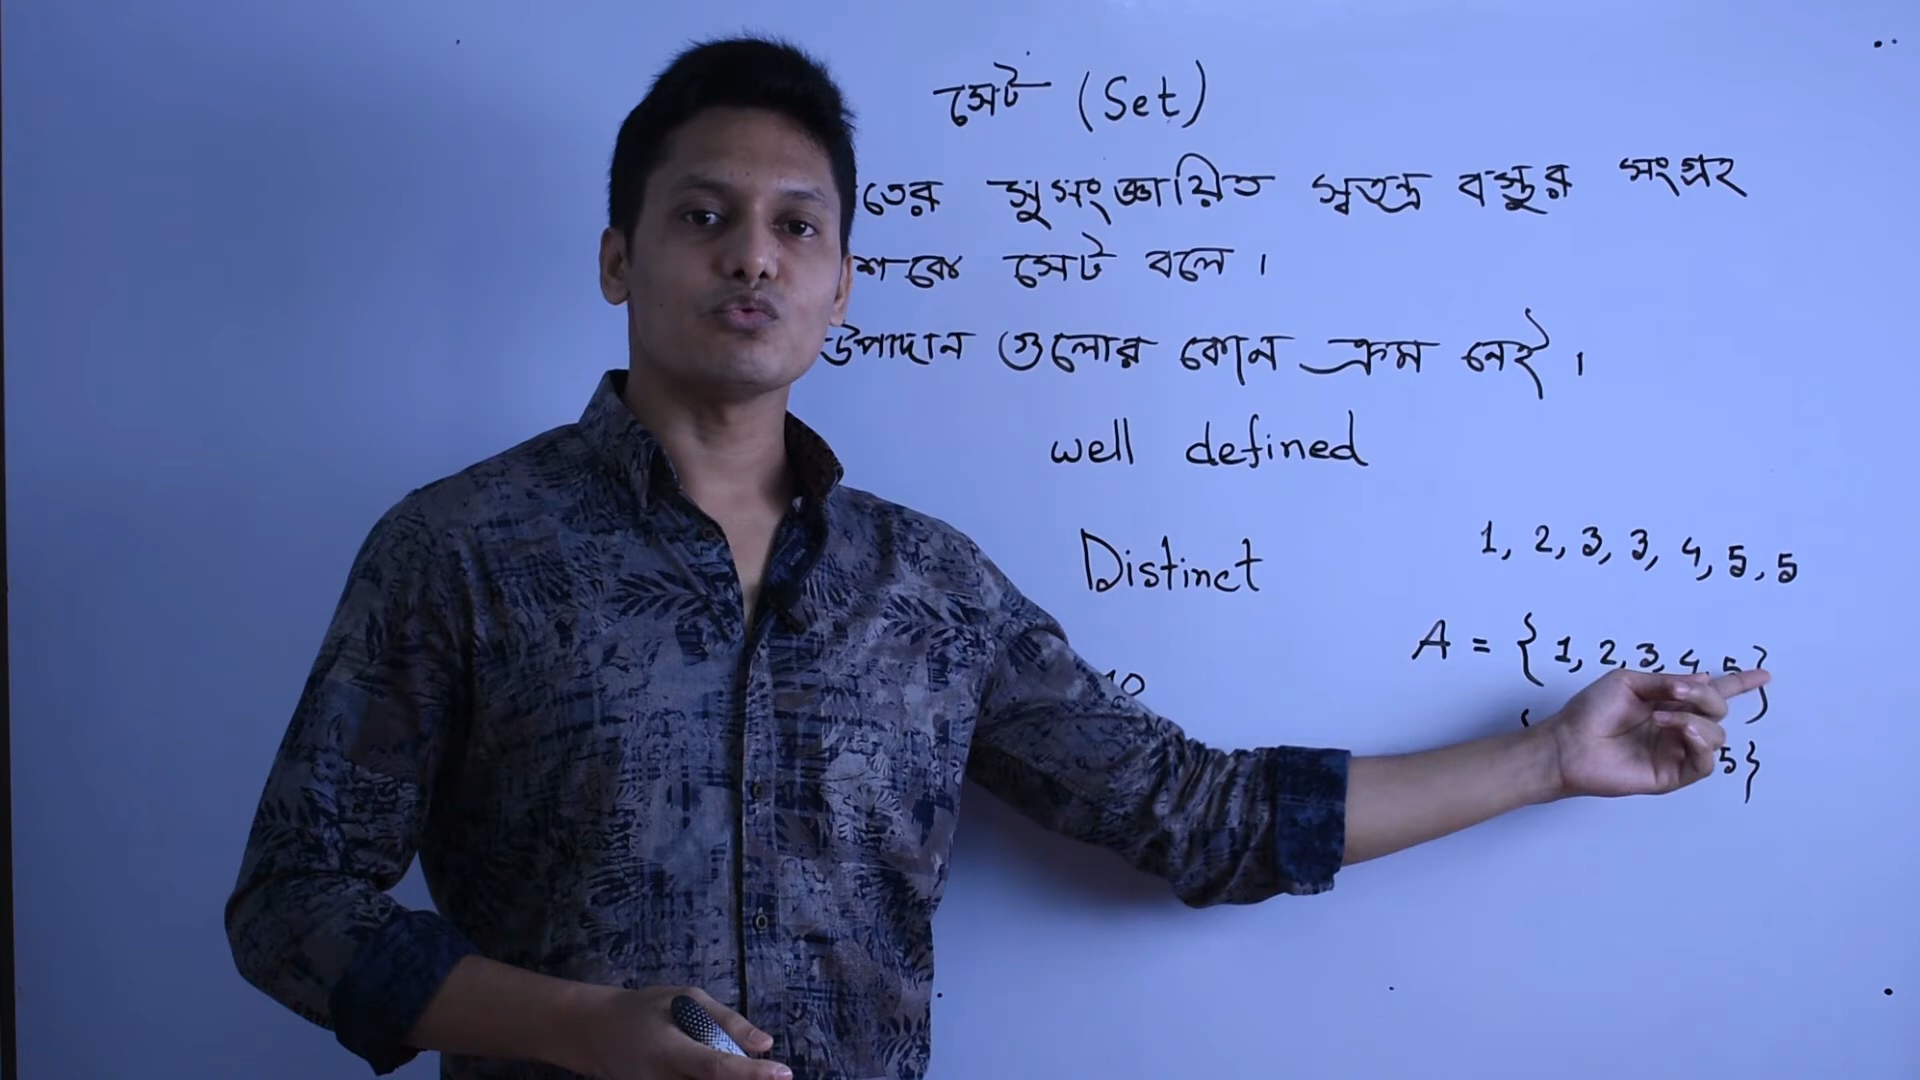 সেট (Set)
তের সুসংজ্ঞায়িত স্বতন্ত্র বস্তুর সংগ্রহ
শকে সেট বলে ।
উপাদান গুলোর কোন ক্রম নেই ।
well defined
Distinct
1, 2, 3, 3, 4, 5, 5
A = { 1, 2, 3, 4, 5 }
10
5}